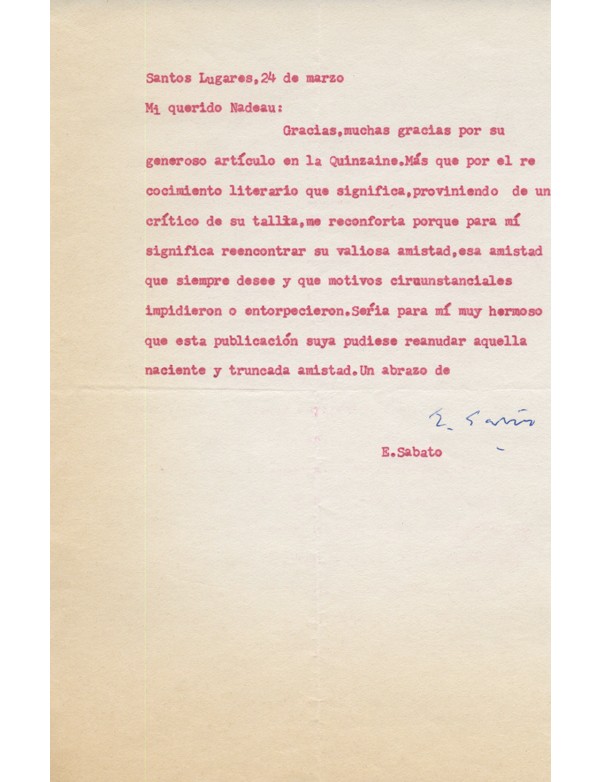 Santos Lugares,24 de marzo
Mi querido Nadeau:
Gracias,muchas gracias por su
generoso artículo en la Quinzaine.Más que por el re
cocimiento literario que significa,proviniendo de un
crítico de su tallia,me reconforta porque para mí
significa reencontrar su valiosa amistad,esa amistad
que siempre desee y que motivos ciruunstanciales
impidieron o entorpecieron.Sería para mí muy hermoso
que esta publicación suya pudiese reanudar aquella
naciente y truncada amistad.Un abrazo de
E. Sabato
E.Sabato